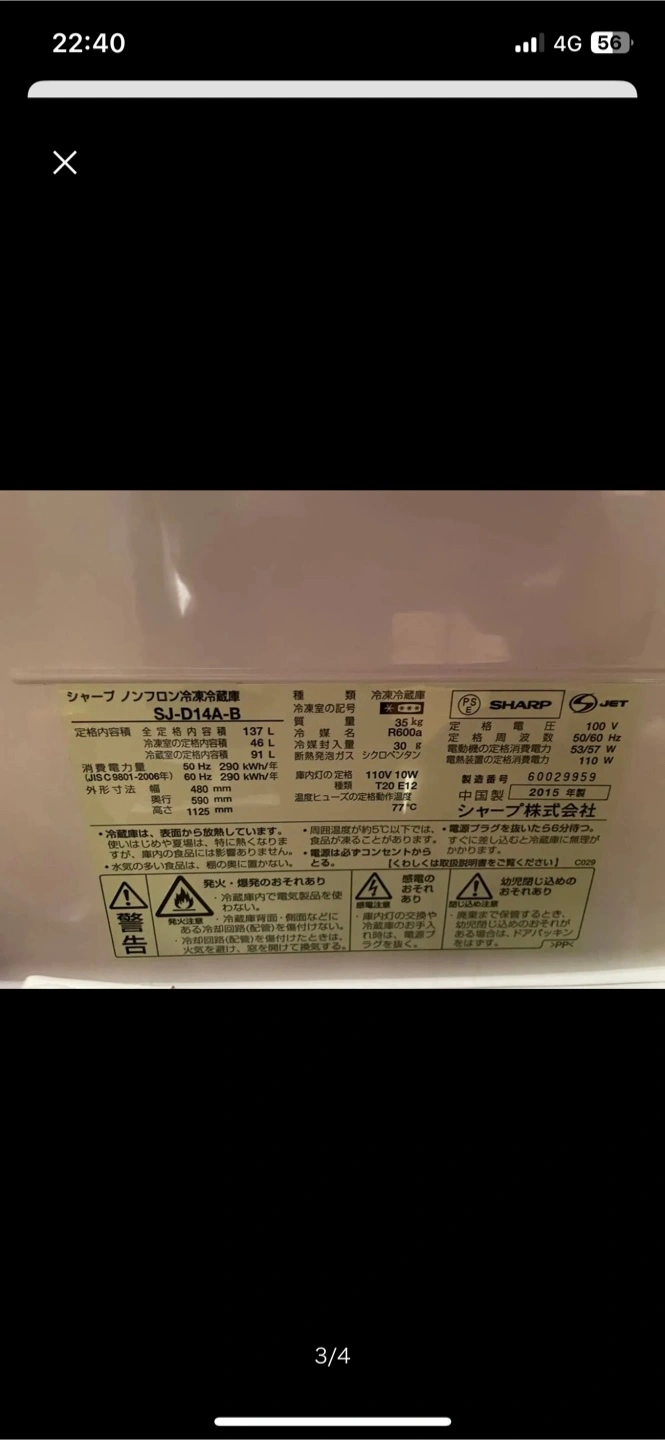 22:40
4G
56
シャープ ノンフロン冷凍冷蔵庫
SJ-D14A-B
定格内容積 全定格内容積 137 L
冷凍室の定格内容積 46 L
冷蔵室の定格内容積 91 L
消費電力量 50 Hz 290 kWh/年
(JIS C 9801-2006年) 60 Hz 290 kWh/年
外形寸法 幅 480 mm
奥行 590 mm
高さ 1125 mm
種類 冷凍冷蔵庫
冷凍室の記号
質量 35 kg
冷媒名 R600a
冷媒封入量 30 g
断熱発泡ガス シクロペンタン
庫内灯の定格 110V 10W
種類 T20 E12
温度ヒューズの定格動作温度
77℃
PSE SHARP JET
定格電圧 100 V
定格周波数 50/60 Hz
電動機の定格消費電力 53/57 W
電熱装置の定格消費電力 110 W
製造番号 60029959
中国製 2015 年製
シャープ株式会社
・冷蔵庫は、表面から放熱しています。
使いはじめや夏場は、特に熱くなりま
すが、庫内の食品には影響ありません。
・水気の多い食品は、棚の奥に置かない。
・周囲温度が約5℃以下では、
食品が凍ることがあります。
・電源は必ずコンセントから
とる。
・電源プラグを抜いたら6分待つ。
すぐに差し込むと冷蔵庫に無理が
かかります。
【くわしくは取扱説明書をご覧ください】 C029
警告
発火注意
発火・爆発のおそれあり
・冷蔵庫内で電気製品を使
わない。
・冷蔵庫背面・側面などに
ある冷却回路(配管)を傷付けない。
・冷却回路(配管)を傷付けたときは、
火気を避け、窓を開けて換気する。
感電注意
感電の
おそれ
あり
・庫内灯の交換や
冷蔵庫のお手入
れ時は、電源プ
ラグを抜く。
閉じ込め注意
幼児閉じ込めの
おそれあり
・廃棄まで保管するとき、
幼児閉じ込めのおそれが
ある場合は、ドアパッキン
をはずす。
>PP<
3/4